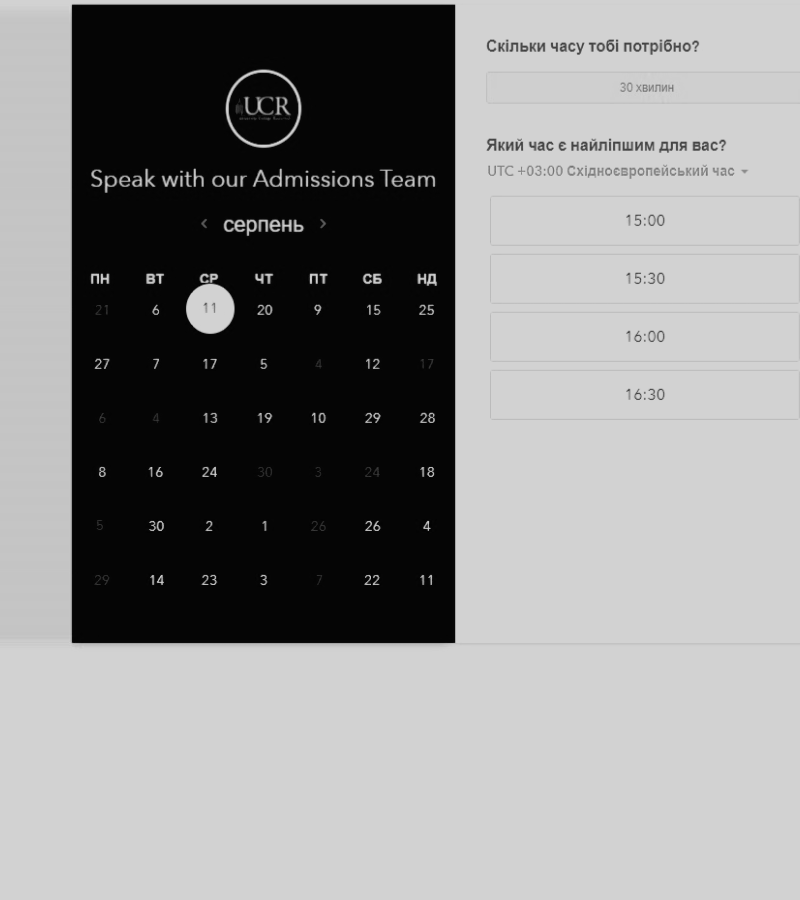 UCR
Speak with our Admissions Team
‹ серпень ›
ПН ВТ СР ЧТ ПТ СБ НД
21 6 11 20 9 15 25
27 7 17 5 4 12 17
6 4 13 19 10 29 28
8 16 24 30 3 24 18
5 30 2 1 26 26 4
29 14 23 3 7 22 11
Скільки часу тобі потрібно?
30 хвилин
Який час є найліпшим для вас?
UTC +03:00 Східноєвропейський час
15:00
15:30
16:00
16:30